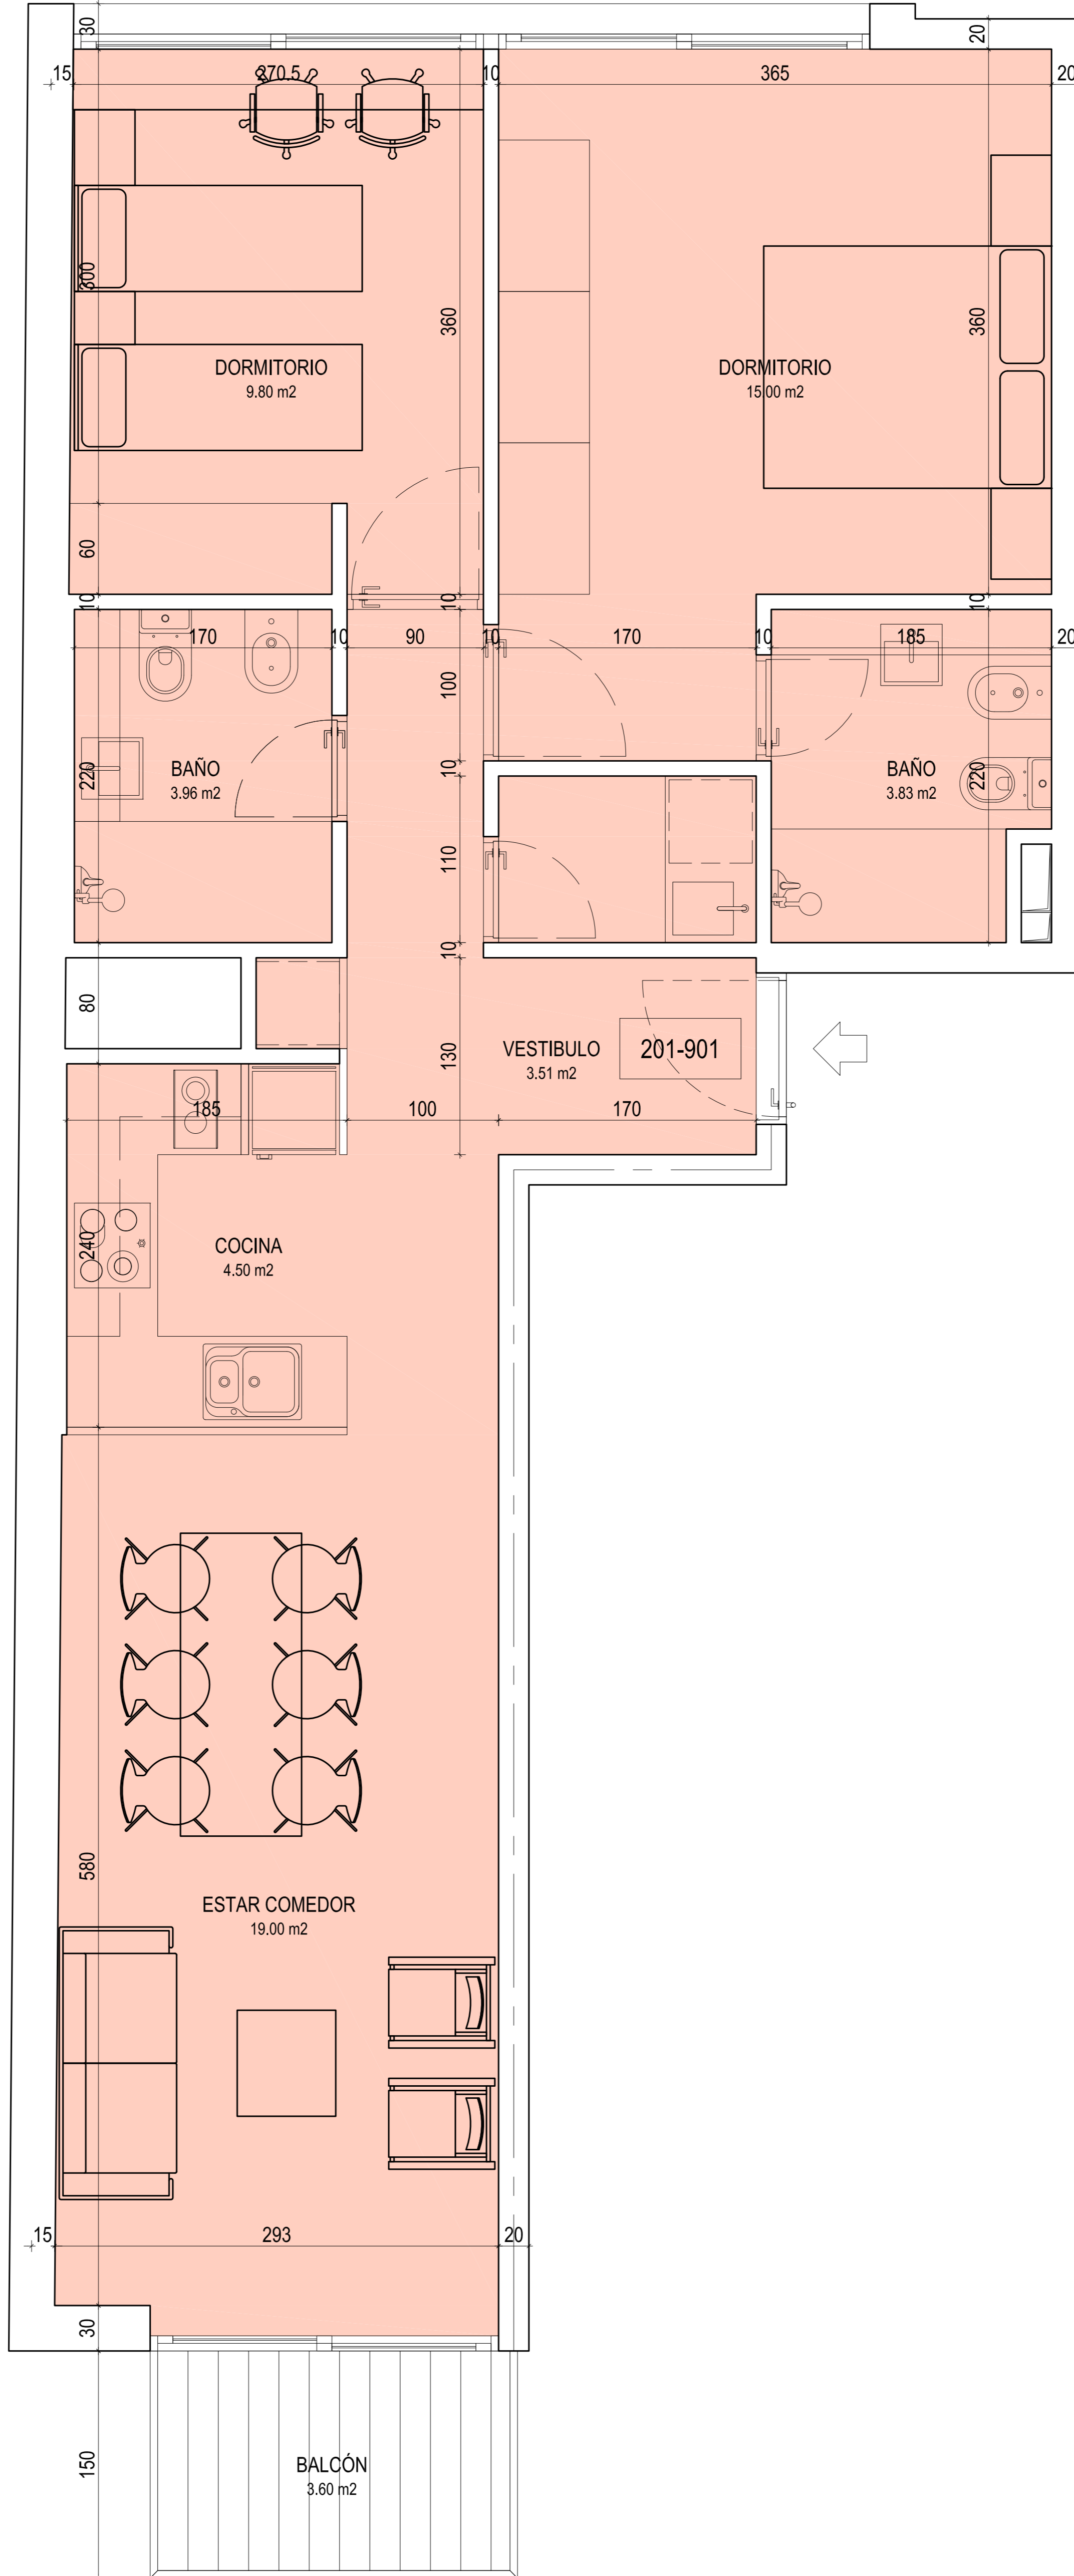 30
20
15
270.5
10
365
20
300
360
360
DORMITORIO
9.80 m2
DORMITORIO
15.00 m2
60
10
10
10
170
10
90
10
170
10
185
20
100
220
BAÑO
3.96 m2
10
BAÑO
3.83 m2
220
110
10
80
130
VESTIBULO
3.51 m2
201-901
185
100
170
240
COCINA
4.50 m2
580
ESTAR COMEDOR
19.00 m2
15
293
20
30
150
BALCÓN
3.60 m2